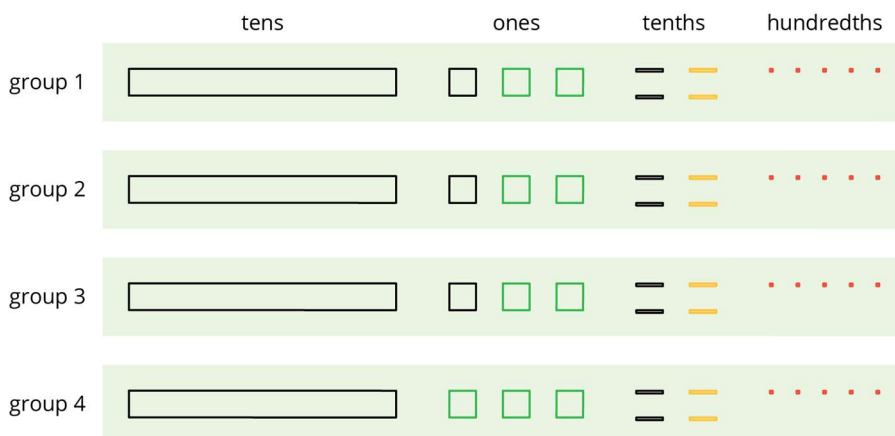 tens ones tenths hundredths
group 1
group 2
group 3
group 4